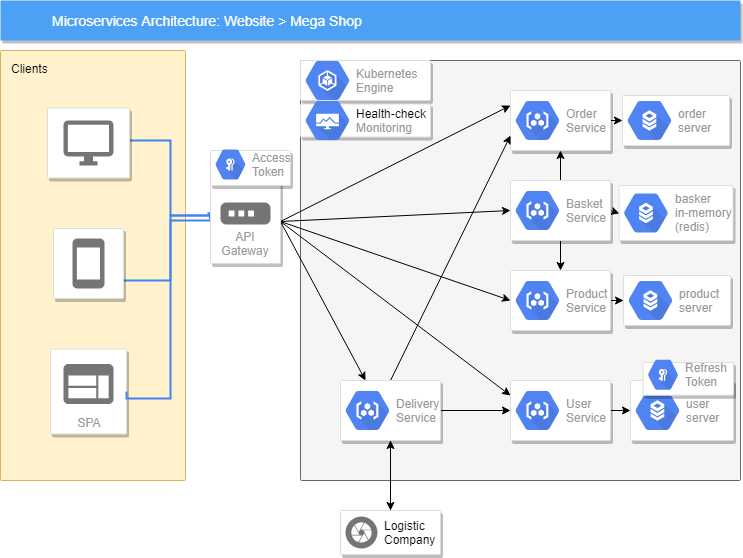 Microservices Architecture: Website > Mega Shop
Clients
Kubernetes
Engine
Health-check
Monitoring
Order
Service
order
server
Access
Token
API
Gateway
Basket
Service
basker
in-memory
(redis)
Product
Service
product
server
Refresh
Token
Delivery
Service
User
Service
user
server
SPA
Logistic
Company